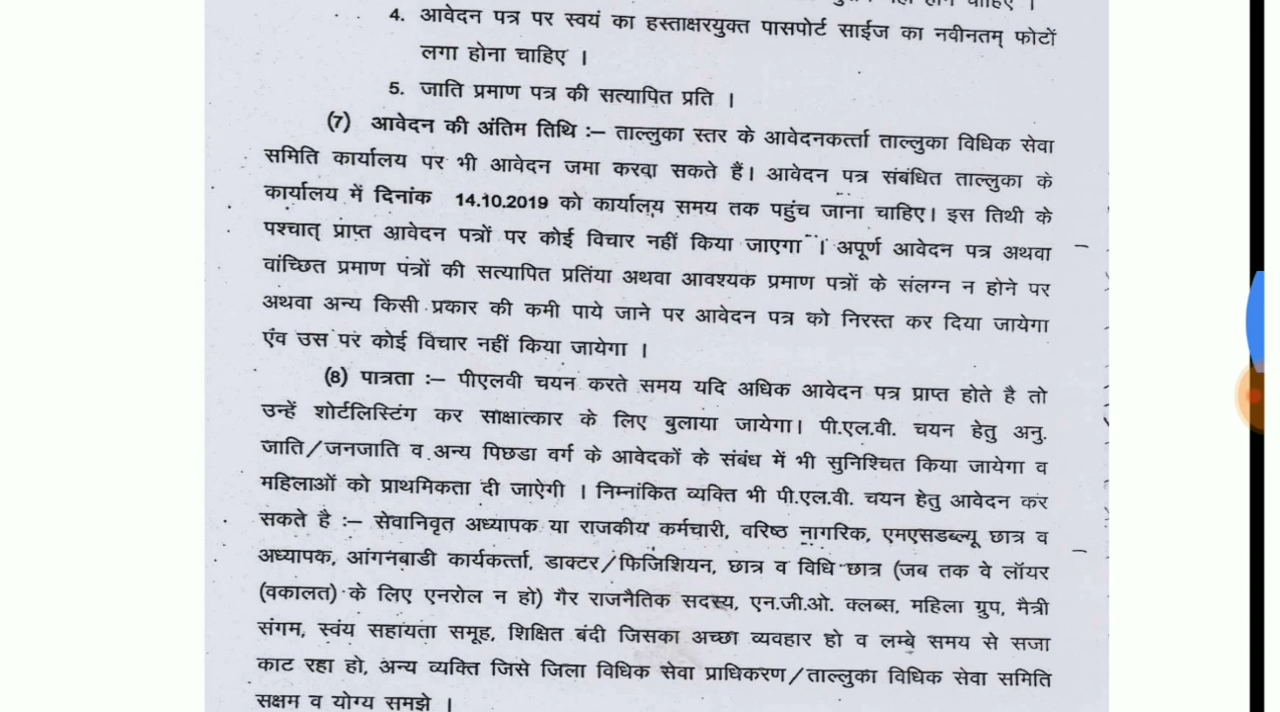 होने चाहिए ।
4. आवेदन पत्र पर स्वयं का हस्ताक्षरयुक्त पासपोर्ट साईज का नवीनतम् फोटों
लगा होना चाहिए ।
5. जाति प्रमाण पत्र की सत्यापित प्रति ।
(7) आवेदन की अंतिम तिथि :– ताल्लुका स्तर के आवेदनकर्त्ता ताल्लुका विधिक सेवा
समिति कार्यालय पर भी आवेदन जमा करवा सकते हैं। आवेदन पत्र संबंधित ताल्लुका के
कार्यालय में दिनांक 14.10.2019 को कार्यालय समय तक पहुंच जाना चाहिए। इस तिथी के
पश्चात् प्राप्त आवेदन पत्रों पर कोई विचार नहीं किया जाएगा । अपूर्ण आवेदन पत्र अथवा
वांच्छित प्रमाण पत्रों की सत्यापित प्रतिंया अथवा आवश्यक प्रमाण पत्रों के संलग्न न होने पर
अथवा अन्य किसी प्रकार की कमी पाये जाने पर आवेदन पत्र को निरस्त कर दिया जायेगा
एंव उस पर कोई विचार नहीं किया जायेगा ।
(8) पात्रता :– पीएलवी चयन करते समय यदि अधिक आवेदन पत्र प्राप्त होते है तो
उन्हें शोर्टलिस्टिंग कर साक्षात्कार के लिए बुलाया जायेगा। पी.एल.वी. चयन हेतु अनु.
जाति/जनजाति व अन्य पिछडा वर्ग के आवेदकों के संबंध में भी सुनिश्चित किया जायेगा व
महिलाओं को प्राथमिकता दी जाऐगी । निम्नांकित व्यक्ति भी पी.एल.वी. चयन हेतु आवेदन कर
सकते है :– सेवानिवृत अध्यापक या राजकीय कर्मचारी, वरिष्ठ नागरिक, एमएसडब्ल्यू छात्र व
अध्यापक, आंगनबाडी कार्यकर्त्ता, डाक्टर/फिजिशियन, छात्र व विधि छात्र (जब तक वे लॉयर
(वकालत) के लिए एनरोल न हो) गैर राजनैतिक सदस्य, एन.जी.ओ. क्लब्स, महिला ग्रुप, मैत्री
संगम, स्वंय सहायता समूह, शिक्षित बंदी जिसका अच्छा व्यवहार हो व लम्बे समय से सजा
काट रहा हो, अन्य व्यक्ति जिसे जिला विधिक सेवा प्राधिकरण/ताल्लुका विधिक सेवा समिति
सक्षम व योग्य समझे ।